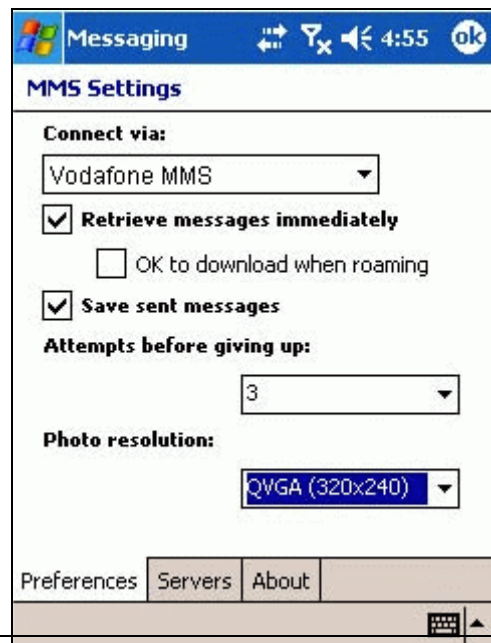 Messaging 4:55 ok
MMS Settings
Connect via:
Vodafone MMS
Retrieve messages immediately
OK to download when roaming
Save sent messages
Attempts before giving up:
3
Photo resolution:
QVGA (320x240)
Preferences Servers About